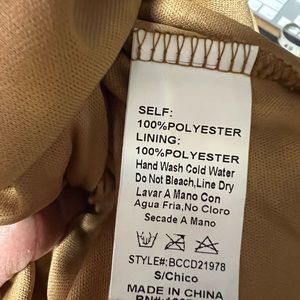 SELF:
100%POLYESTER
LINING:
100%POLYESTER
Hand Wash Cold Water
Do Not Bleach,Line Dry
Lavar A Mano Con
Agua Fria,No Cloro
Secade A Mano
STYLE#:BCCD21978
S/Chico
MADE IN CHINA